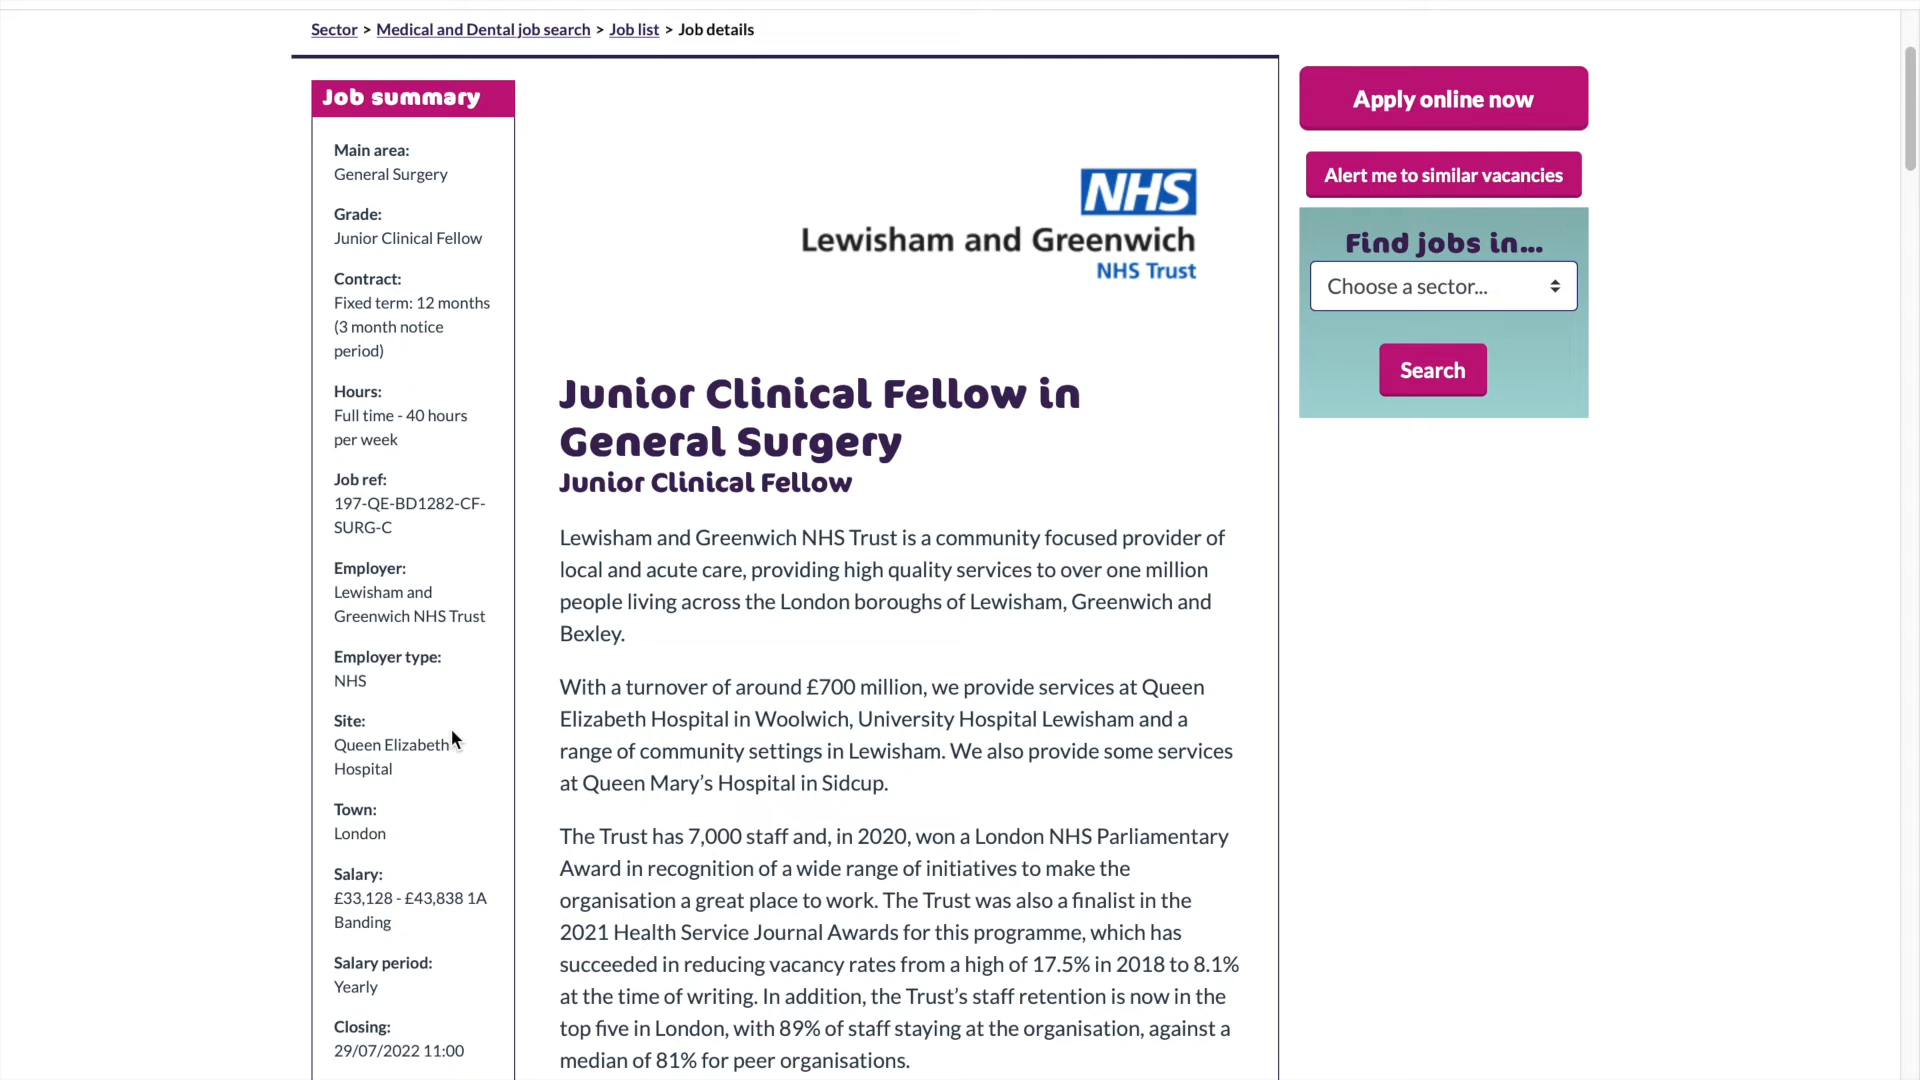 Sector > Medical and Dental job search > Job list > Job details
Job summary
Main area:
General Surgery
Grade:
Junior Clinical Fellow
Contract:
Fixed term: 12 months
(3 month notice
period)
Hours:
Full time - 40 hours
per week
Job ref:
197-QE-BD1282-CF-
SURG-C
Employer:
Lewisham and
Greenwich NHS Trust
Employer type:
NHS
Site:
Queen Elizabeth
Hospital
Town:
London
Salary:
£33,128 - £43,838 1A
Banding
Salary period:
Yearly
Closing:
29/07/2022 11:00
NHS
Lewisham and Greenwich
NHS Trust
Junior Clinical Fellow in
General Surgery
Junior Clinical Fellow
Lewisham and Greenwich NHS Trust is a community focused provider of
local and acute care, providing high quality services to over one million
people living across the London boroughs of Lewisham, Greenwich and
Bexley.
With a turnover of around £700 million, we provide services at Queen
Elizabeth Hospital in Woolwich, University Hospital Lewisham and a
range of community settings in Lewisham. We also provide some services
at Queen Mary’s Hospital in Sidcup.
The Trust has 7,000 staff and, in 2020, won a London NHS Parliamentary
Award in recognition of a wide range of initiatives to make the
organisation a great place to work. The Trust was also a finalist in the
2021 Health Service Journal Awards for this programme, which has
succeeded in reducing vacancy rates from a high of 17.5% in 2018 to 8.1%
at the time of writing. In addition, the Trust’s staff retention is now in the
top five in London, with 89% of staff staying at the organisation, against a
median of 81% for peer organisations.
Apply online now
Alert me to similar vacancies
Find jobs in...
Choose a sector...
Search